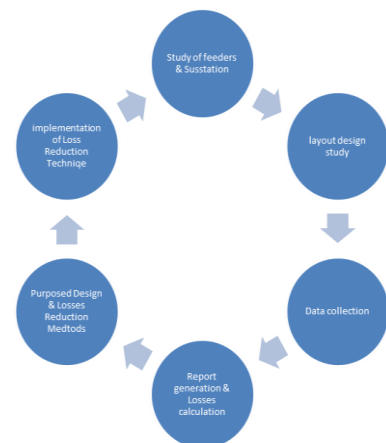 Study of feeders
& Susstation
layout design
study
Data collection
Report
generation &
Losses
calculation
Purposed Design
& Losses
Reduction
Medtods
implementation
of Loss
Reduction
Techniqe